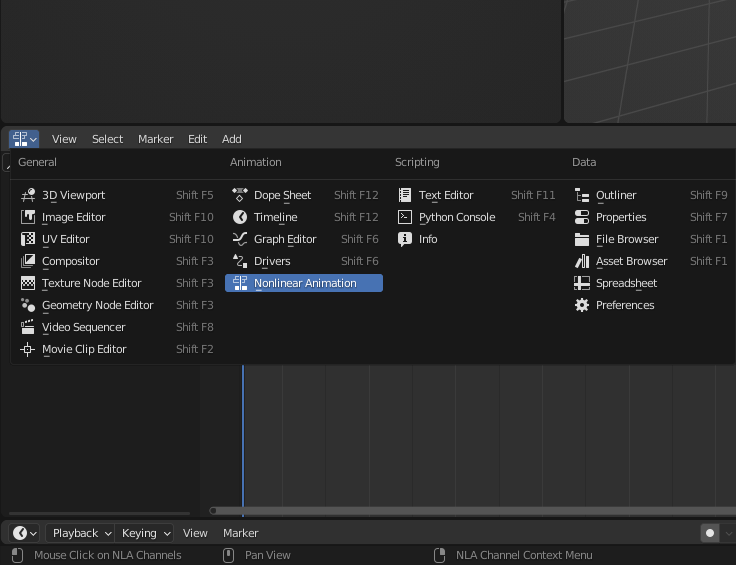 View Select Marker Edit Add
General Animation Scripting Data
3D Viewport Shift F5 Dope Sheet Shift F12 Text Editor Shift F11 Outliner Shift F9
Image Editor Shift F10 Timeline Shift F12 Python Console Shift F4 Properties Shift F7
UV Editor Shift F10 Graph Editor Shift F6 Info File Browser Shift F1
Compositor Shift F3 Drivers Shift F6 Asset Browser Shift F1
Texture Node Editor Shift F3 Nonlinear Animation Spreadsheet
Geometry Node Editor Shift F3 Preferences
Video Sequencer Shift F8
Movie Clip Editor Shift F2
Playback Keying View Marker
Mouse Click on NLA Channels Pan View NLA Channel Context Menu